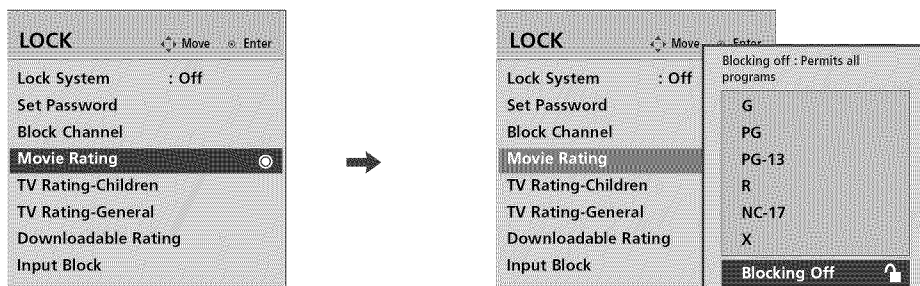 LOCK
Move Enter
Lock System : Off
Set Password
Block Channel
Movie Rating
TV Rating-Children
TV Rating-General
Downloadable Rating
Input Block
LOCK
Move Enter
Lock System : Off
Set Password
Block Channel
Movie Rating
TV Rating-Children
TV Rating-General
Downloadable Rating
Input Block
Blocking off : Permits all
programs
G
PG
PG-13
R
NC-17
X
Blocking Off